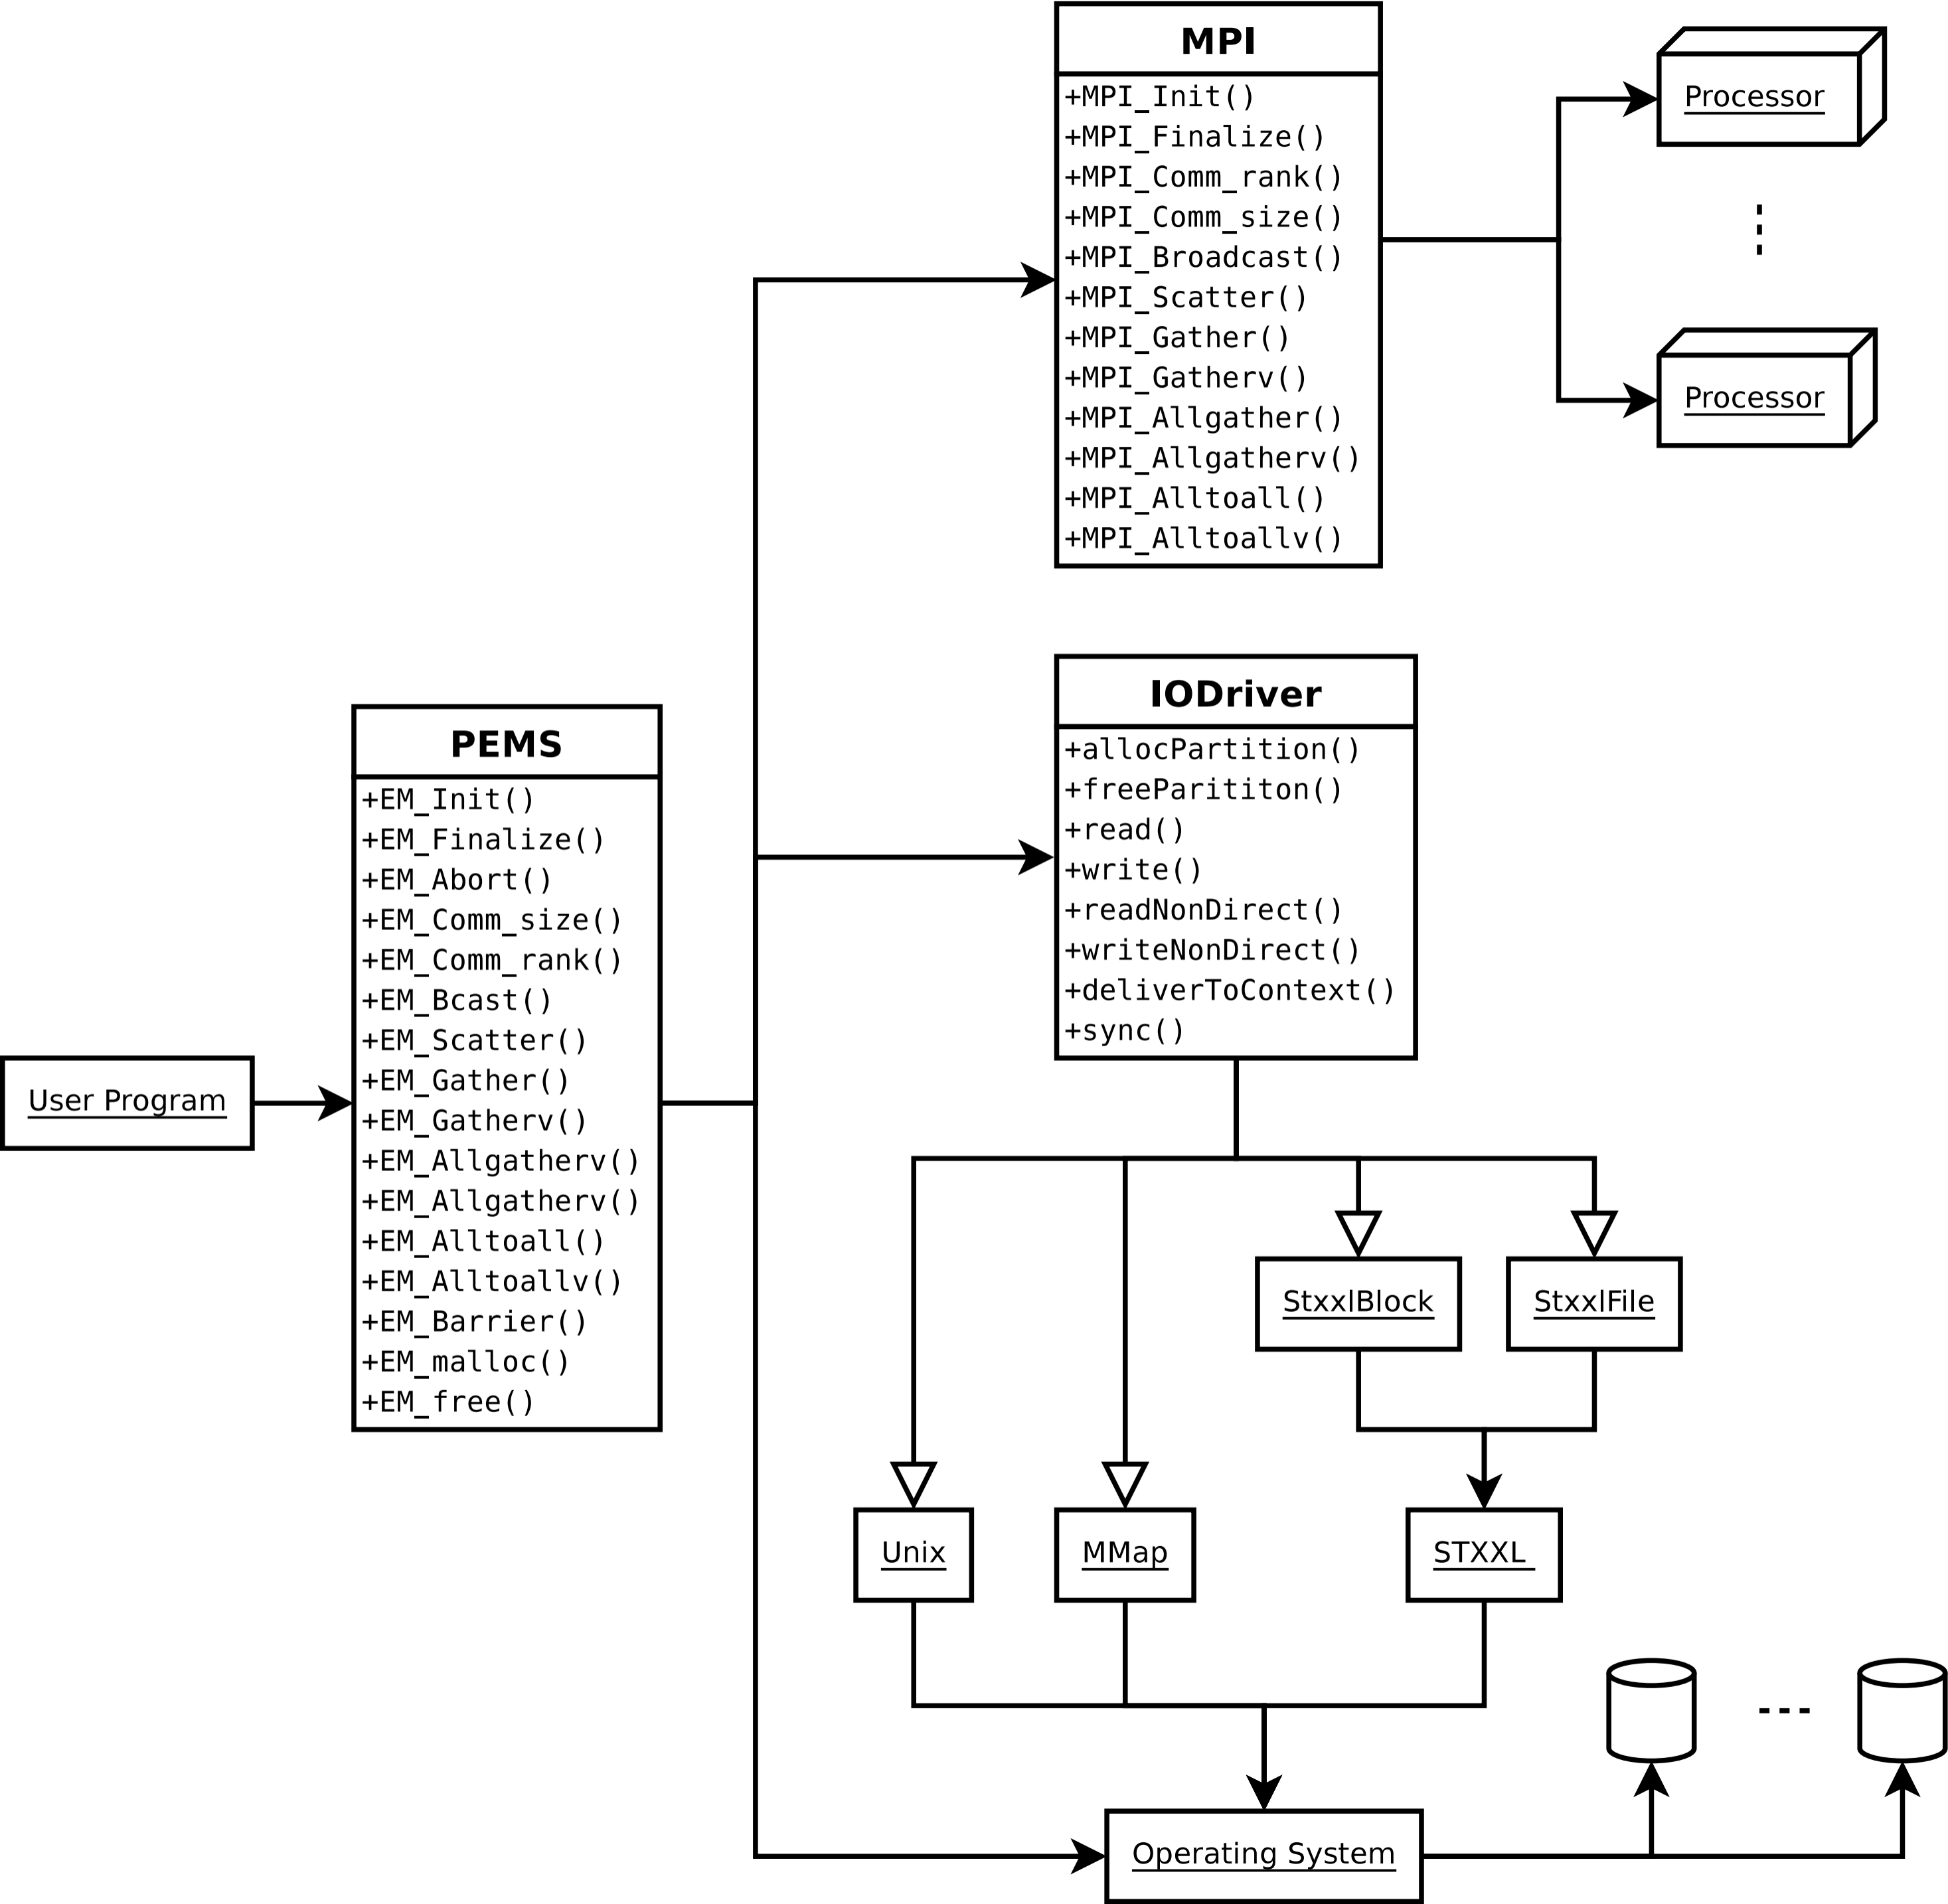 MPI
+MPI_Init()
+MPI_Finalize()
+MPI_Comm_rank()
+MPI_Comm_size()
+MPI_Broadcast()
+MPI_Scatter()
+MPI_Gather()
+MPI_Gatherv()
+MPI_Allgather()
+MPI_Allgatherv()
+MPI_Alltoall()
+MPI_Alltoallv()
Processor
Processor
IODriver
+allocPartition()
+freeParititon()
+read()
+write()
+readNonDirect()
+writeNonDirect()
+deliverToContext()
+sync()
PEMS
+EM_Init()
+EM_Finalize()
+EM_Abort()
+EM_Comm_size()
+EM_Comm_rank()
+EM_Bcast()
+EM_Scatter()
+EM_Gather()
+EM_Gatherv()
+EM_Allgatherv()
+EM_Allgatherv()
+EM_Alltoall()
+EM_Alltoallv()
+EM_Barrier()
+EM_malloc()
+EM_free()
User Program
StxxlBlock
StxxlFile
Unix
MMap
STXXL
Operating System